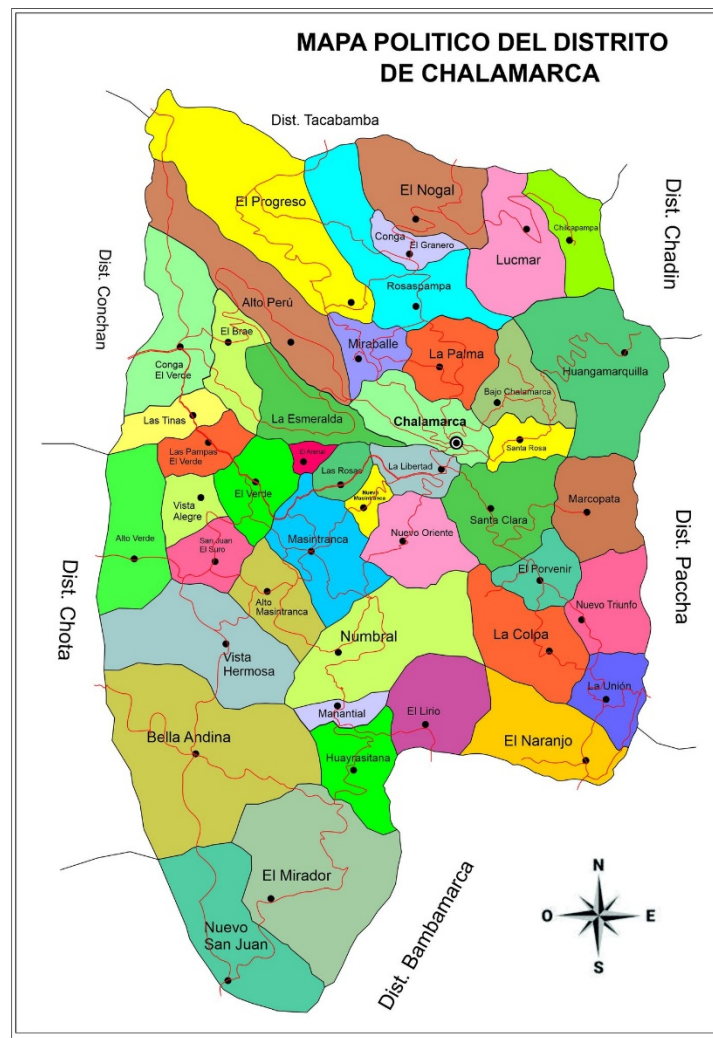 MAPA POLITICO DEL DISTRITO
DE CHALAMARCA
Dist. Tacabamba
Dist. Chadin
Dist. Conchan
Dist. Chota
Dist. Paccha
Dist. Bambamarca
El Progreso
El Nogal
Conga
El Granero
Lucmar
Chikapampa
Rosaspampa
Alto Perú
El Brae
Miraballe
La Palma
Huangamarquilla
Conga
El Verde
Bajo Chalamarca
Las Tinas
La Esmeralda
Chalamarca
Santa Rosa
Las Pampas
El Verde
Las Rosas
La Libertad
Vista
Alegre
El Verde
Nuevo
Masintranca
Marcopata
Santa Clara
Alto Verde
San Juan
El Suro
Masintranca
Nuevo Oriente
El Porvenir
Alto
Masintranca
Nuevo Triunfo
Numbral
La Colpa
Vista
Hermosa
La Unión
Manantial
El Lirio
Bella Andina
El Naranjo
Huayrasitana
El Mirador
Nuevo
San Juan
N
O
E
S